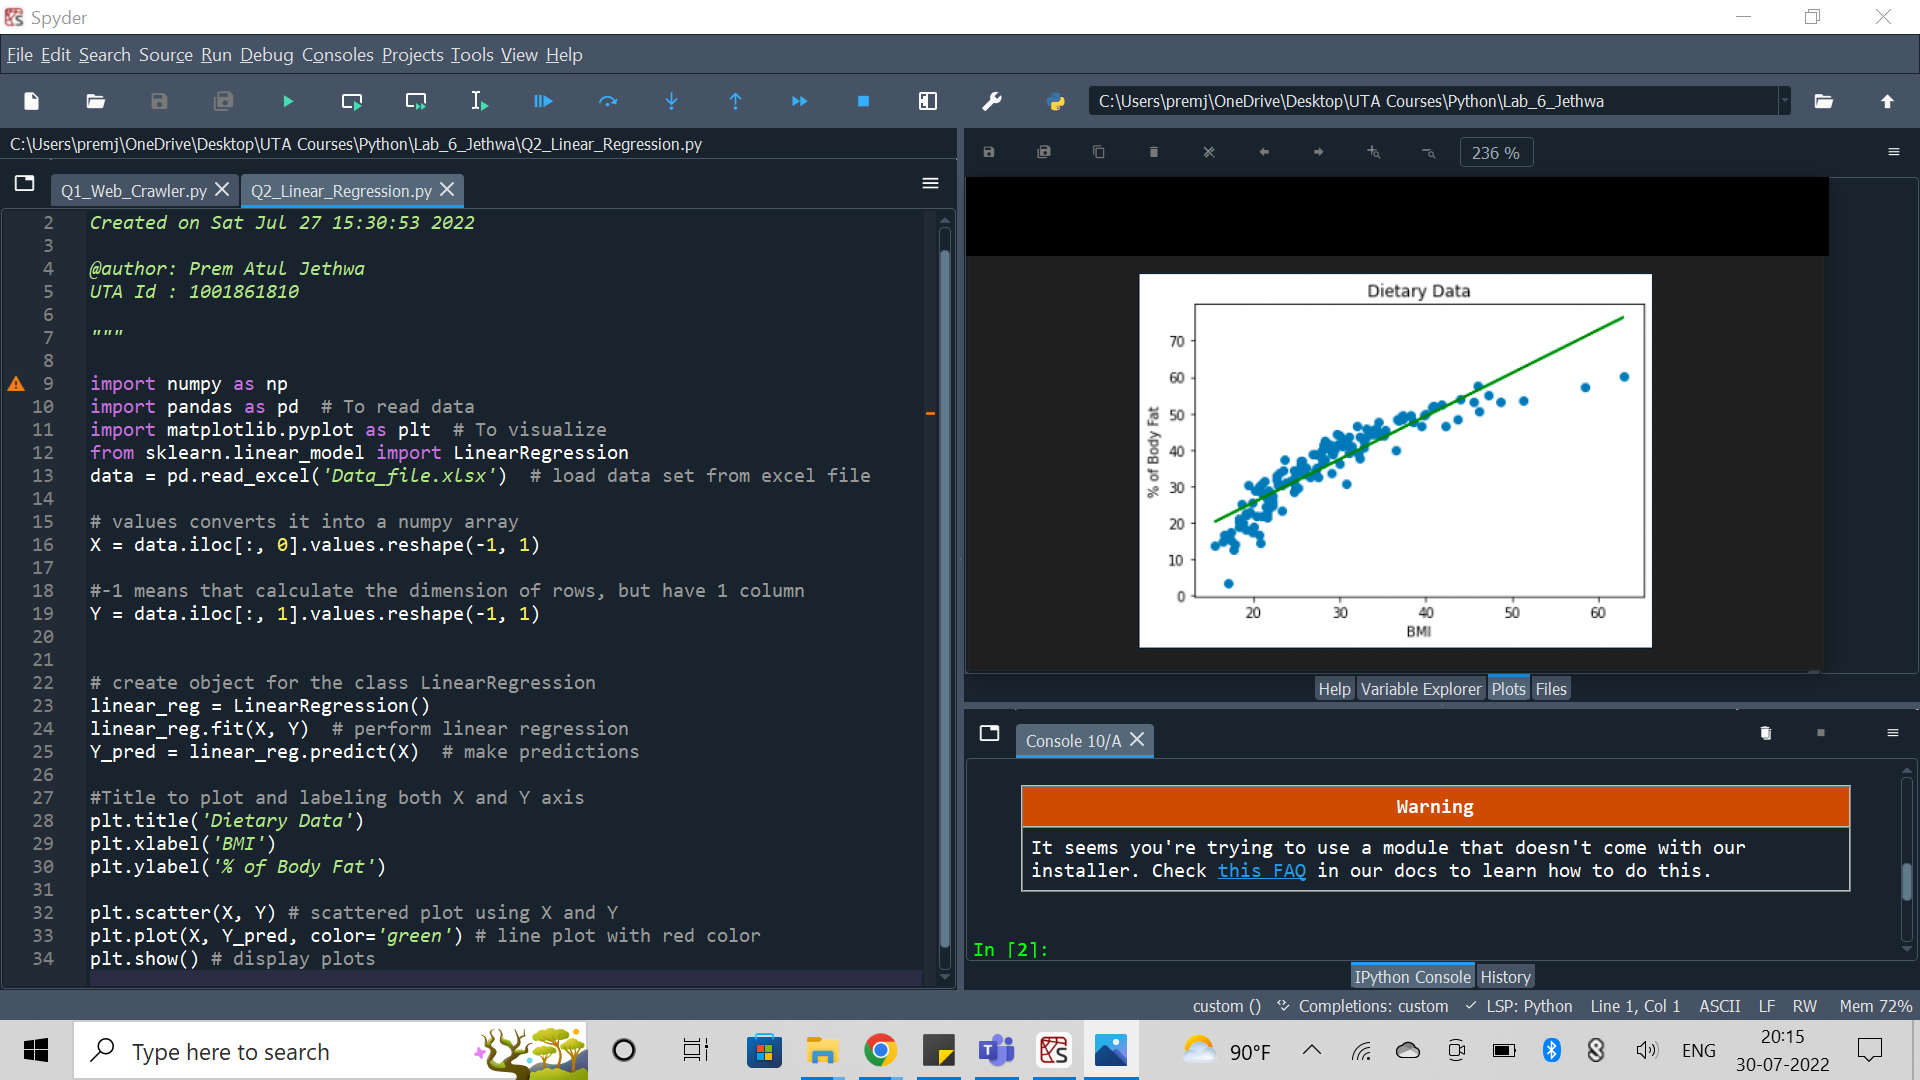 Spyder
File Edit Search Source Run Debug Consoles Projects Tools View Help
C:\Users\premj\OneDrive\Desktop\UTA Courses\Python\Lab_6_Jethwa
C:\Users\premj\OneDrive\Desktop\UTA Courses\Python\Lab_6_Jethwa\Q2_Linear_Regression.py
Q1_Web_Crawler.py Q2_Linear_Regression.py
2 Created on Sat Jul 27 15:30:53 2022
3
4 @author: Prem Atul Jethwa
5 UTA Id : 1001861810
6
7 """
8
9 import numpy as np
10 import pandas as pd  # To read data
11 import matplotlib.pyplot as plt  # To visualize
12 from sklearn.linear_model import LinearRegression
13 data = pd.read_excel('Data_file.xlsx')  # load data set from excel file
14
15 # values converts it into a numpy array
16 X = data.iloc[:, 0].values.reshape(-1, 1)
17
18 #-1 means that calculate the dimension of rows, but have 1 column
19 Y = data.iloc[:, 1].values.reshape(-1, 1)
20
21
22 # create object for the class LinearRegression
23 linear_reg = LinearRegression()
24 linear_reg.fit(X, Y)  # perform linear regression
25 Y_pred = linear_reg.predict(X)  # make predictions
26
27 #Title to plot and labeling both X and Y axis
28 plt.title('Dietary Data')
29 plt.xlabel('BMI')
30 plt.ylabel('% of Body Fat')
31
32 plt.scatter(X, Y) # scattered plot using X and Y
33 plt.plot(X, Y_pred, color='green') # line plot with red color
34 plt.show() # display plots
236 %
Dietary Data
% of Body Fat
70
60
50
40
30
20
10
0
20 30 40 50 60
BMI
Help Variable Explorer Plots Files
Console 10/A
Warning
It seems you're trying to use a module that doesn't come with our
installer. Check this FAQ in our docs to learn how to do this.
In [2]:
IPython Console History
custom () Completions: custom LSP: Python Line 1, Col 1 ASCII LF RW Mem 72%
Type here to search
90°F
ENG
20:15
30-07-2022